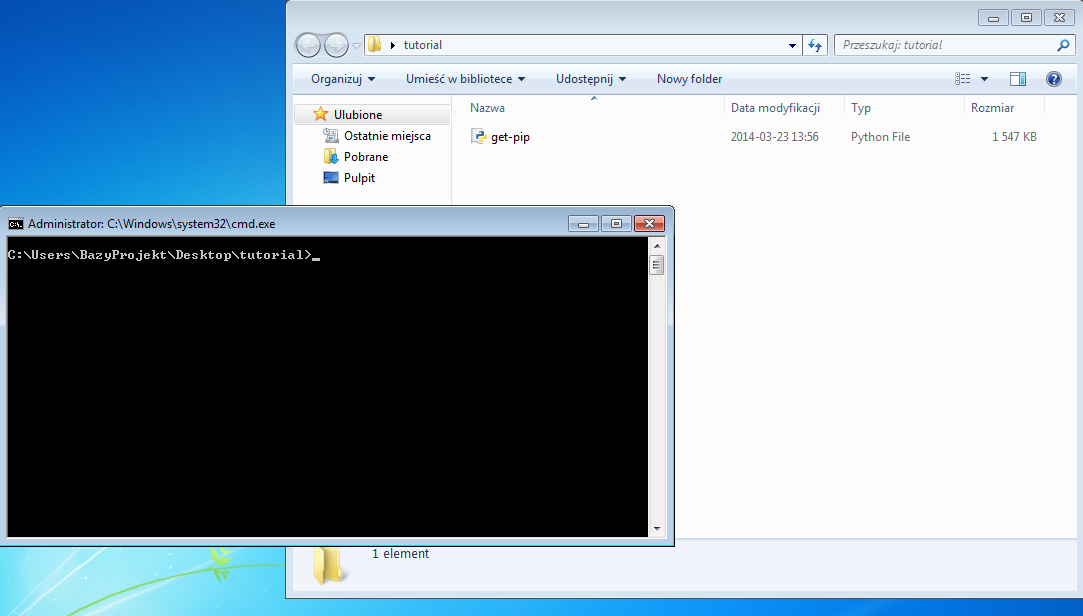 tutorial
Przeszukaj: tutorial
Organizuj
Umieść w bibliotece
Udostępnij
Nowy folder
Ulubione
Ostatnie miejsca
Pobrane
Pulpit
Nazwa
Data modyfikacji
Typ
Rozmiar
get-pip
2014-03-23 13:56
Python File
1 547 KB
Administrator: C:\Windows\system32\cmd.exe
C:\Users\BazyProjekt\Desktop\tutorial>_
1 element